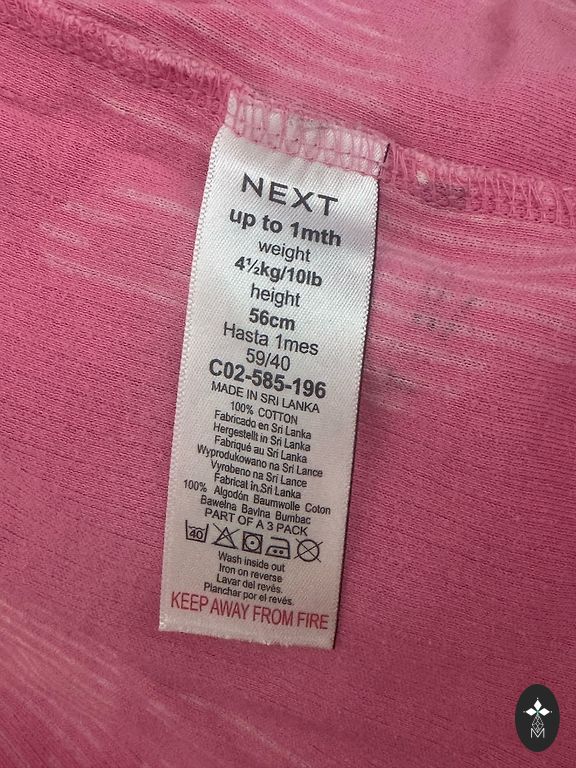 NEXT
up to 1mth
weight
4½kg/10lb
height
56cm
Hasta 1mes
59/40
C02-585-196
MADE IN SRI LANKA
100% COTTON
Fabricado en Sri Lanka
Hergestellt in Sri Lanka
Fabriqué au Sri Lanka
Wyprodukowano na Sri Lance
Vyrobeno na Sri Lance
Fabricat în.Sri Lanka
100% Algodón Baumwolle Coton
Bawełna Bavlna Bumbac
PART OF A 3 PACK
40
Wash inside out
Iron on reverse
Lavar del revés.
Planchar por el revés.
KEEP AWAY FROM FIRE